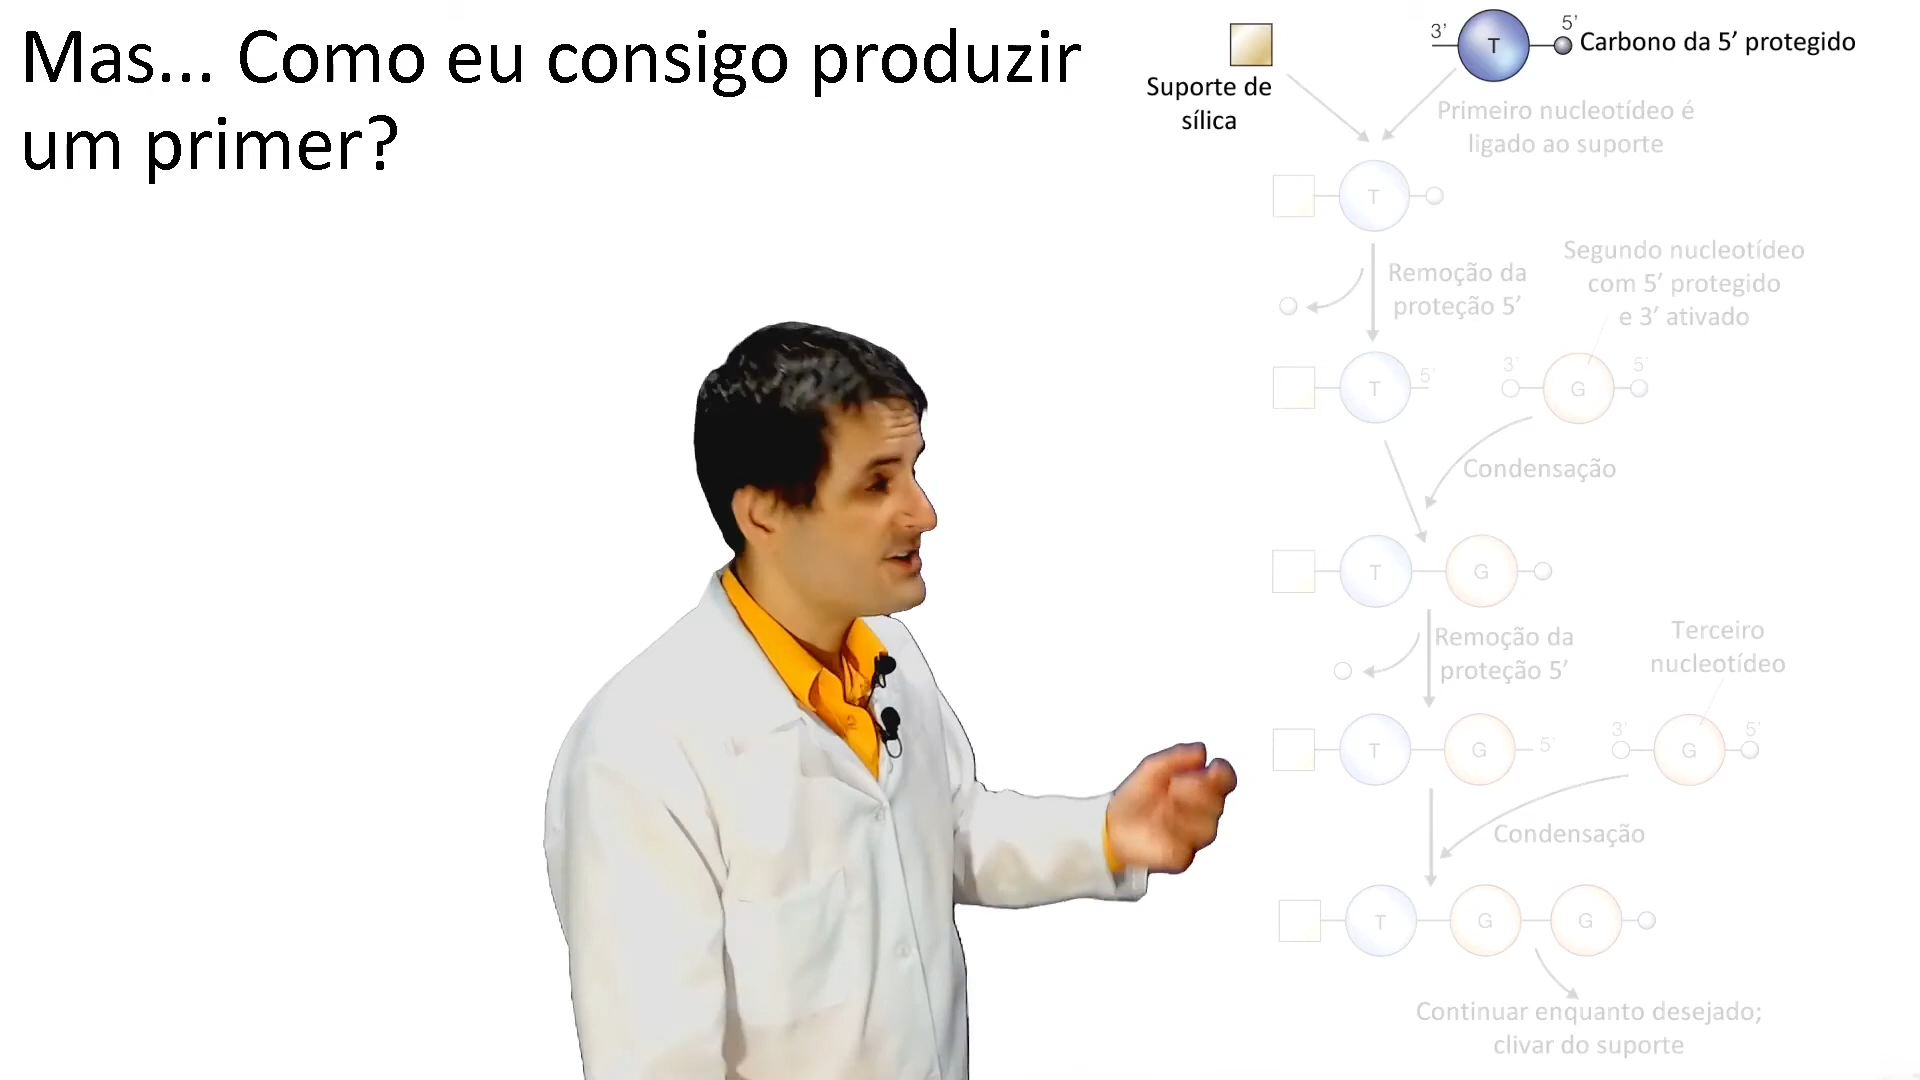 Mas... Como eu consigo produzir
um primer?
Suporte de
sílica
3’
T
5’
Carbono da 5’ protegido
Primeiro nucleotídeo é
ligado ao suporte
T
Remoção da
proteção 5’
Segundo nucleotídeo
com 5’ protegido
e 3’ ativado
T
5’
3’
G
5’
Condensação
T
G
Remoção da
proteção 5’
Terceiro
nucleotídeo
T
G
5’
3’
G
5’
Condensação
T
G
G
Continuar enquanto desejado;
clivar do suporte